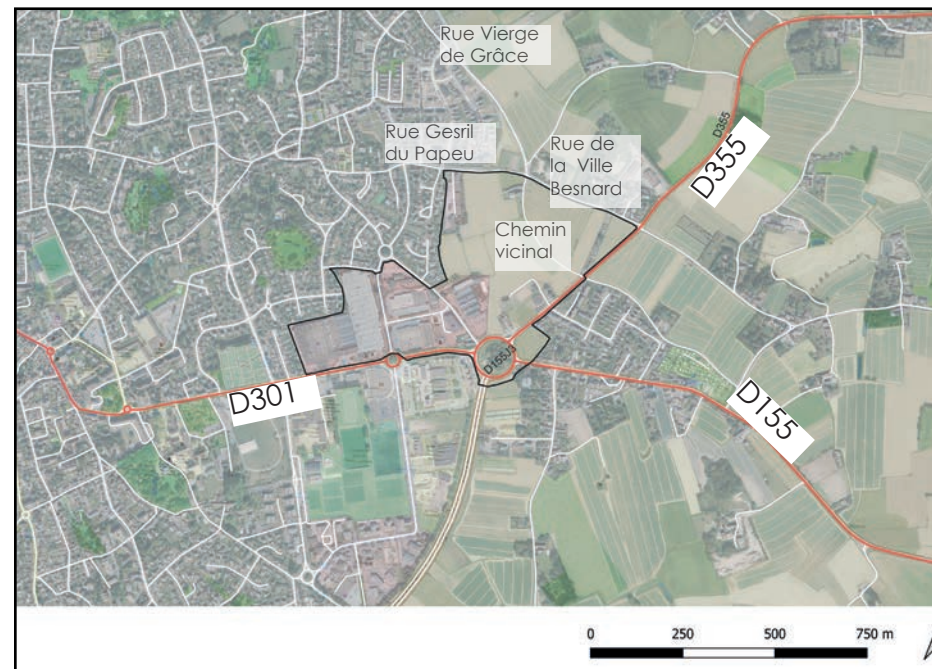 Rue Vierge
de Grâce
Rue Gesril
du Papeu
Rue de
la Ville
Besnard
D355
D355
Chemin
vicinal
D155J3
D301
D155
0 250 500 750 m